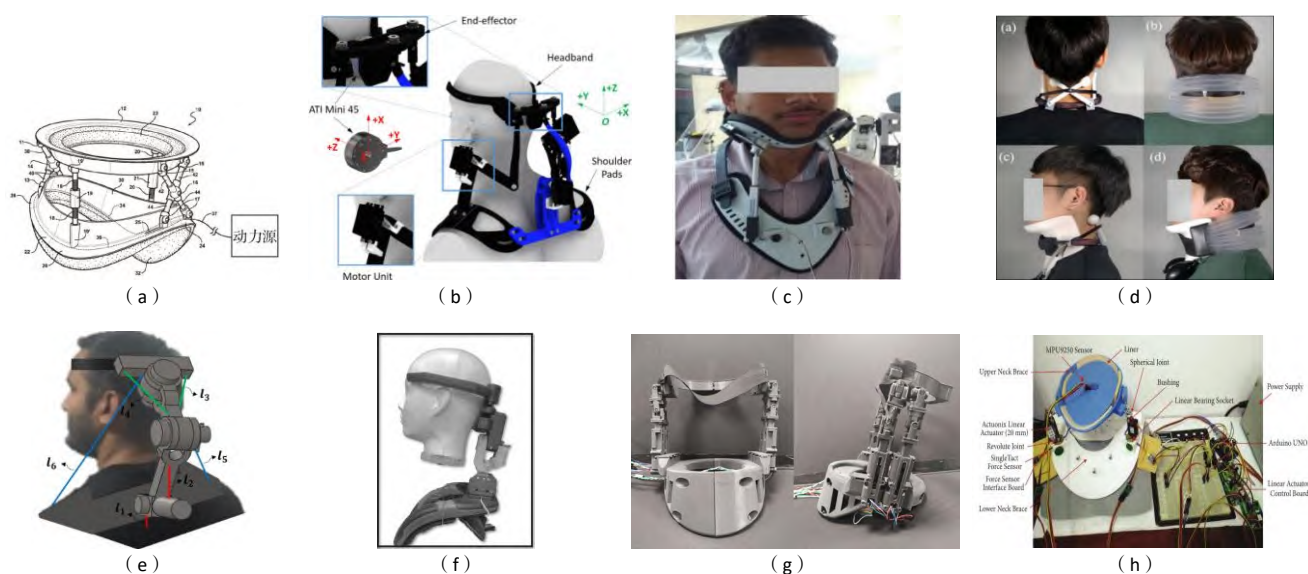 动力源
(a)
End-effector
Headband
ATI Mini 45
+X
+Y
+Z
+Z
+Y
+X
O
Shoulder
Pads
Motor Unit
(b)
(c)
(a)
(b)
(c)
(d)
(d)
l4
l3
l6
l5
l2
l1
(e)
(f)
(g)
MPU9250 Sensor
Liner
Upper Neck Brace
Spherical Joint
Bushing
Linear Bearing Socket
Power Supply
Actuonix Linear
Actuator (20 mm)
Revolute Joint
SingleTact
Force Sensor
Force Sensor
Interface Board
Lower Neck Brace
Arduino UNO
Linear Actuator
Control Board
(h)